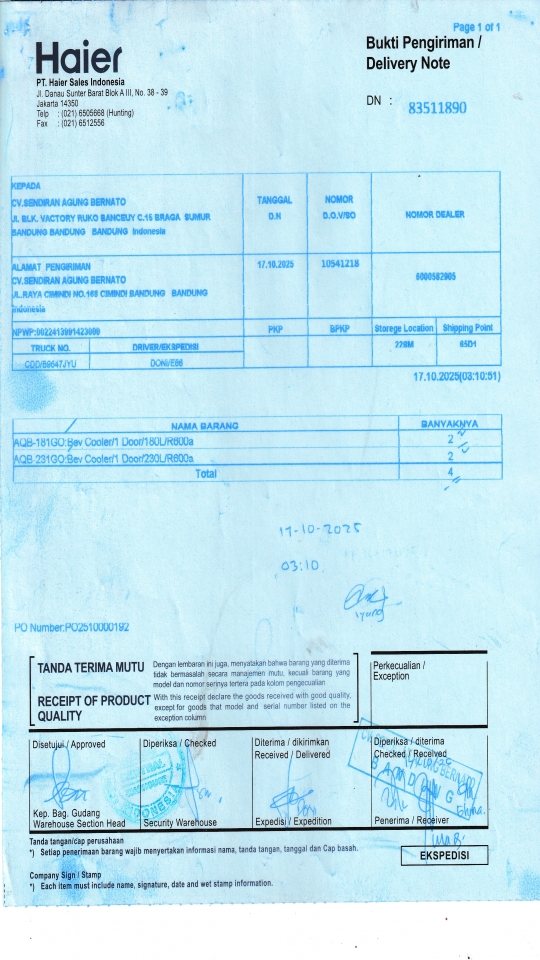 Page 1 of 1
Haier
Bukti Pengiriman /
Delivery Note
PT. Haier Sales Indonesia
Jl. Danau Sunter Barat Blok A III, No. 38 - 39
Jakarta 14350
Telp : (021) 6505668 (Hunting)
Fax : (021) 6512556
DN : 83511890
KEPADA
CV.SENDIRAN AGUNG BERNATO
JL BLK. VACTORY RUKO BANCEUY C.15 BRAGA SUMUR
BANDUNG BANDUNG BANDUNG Indonesia
TANGGAL
D.N
NOMOR
D.O.V/SO
NOMOR DEALER
ALAMAT PENGIRIMAN
CV.SENDIRAN AGUNG BERNATO
JL.RAYA CIMINDI NO.165 CIMINDI BANDUNG BANDUNG
Indonesia
17.10.2025
10541218
6000582905
NPWP:0022413991423000
PKP
BPKP
Storege Location
Shipping Point
TRUCK NO.
DRIVER/EKSPEDISI
229M
65D1
CDD/B9547JYU
DONI/E66
17.10.2025(03:10:51)
NAMA BARANG
BANYAKNYA
AQB-181GO:Bev Cooler/1 Door/180L/R600a
2
AQB-231GO:Bev Cooler/1 Door/230L/R600a
2
Total
4
17-10-2025
03:10
PO Number:PO2510000192
TANDA TERIMA MUTU
Dengan lembaran ini juga, menyatakan bahwa barang yang diterima
tidak bermasalah secara manajemen mutu, kecuali barang yang
model dan nomor serinya tertera pada kolom pengecualian
RECEIPT OF PRODUCT
QUALITY
With this receipt declare the goods received with good quality,
except for goods that model and serial number listed on the
exception column
Perkecualian /
Exception
Disetujui / Approved
Diperiksa / Checked
Diterima / dikirimkan
Received / Delivered
Diperiksa / diterima
Checked / Received
BANDUNG
Kep. Bag. Gudang
Warehouse Section Head
Security Warehouse
Expedisi / Expedition
Penerima / Receiver
Tanda tangan/cap perusahaan
*) Setiap penerimaan barang wajib menyertakan informasi nama, tanda tangan, tanggal dan Cap basah.
EKSPEDISI
Company Sign / Stamp
*) Each item must include name, signature, date and wet stamp information.